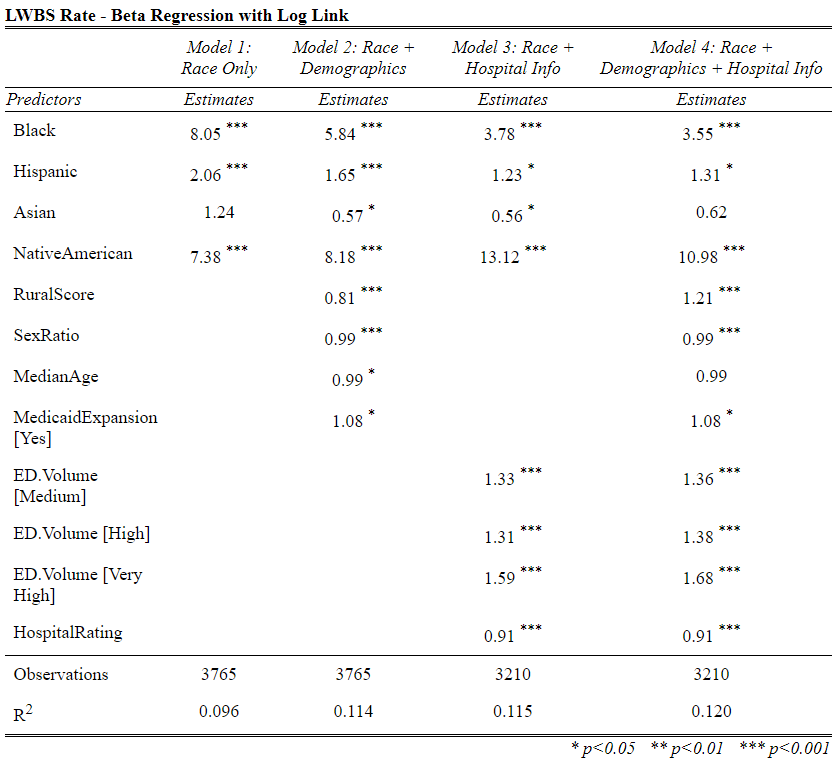 LWBS Rate - Beta Regression with Log Link
Model 1: Model 2: Race + Model 3: Race + Model 4: Race +
Race Only Demographics Hospital Info Demographics + Hospital Info
Predictors Estimates Estimates Estimates Estimates
Black 8.05 *** 5.84 *** 3.78 *** 3.55 ***
Hispanic 2.06 *** 1.65 *** 1.23 * 1.31 *
Asian 1.24 0.57 * 0.56 * 0.62
NativeAmerican 7.38 *** 8.18 *** 13.12 *** 10.98 ***
RuralScore 0.81 *** 1.21 ***
SexRatio 0.99 *** 0.99 ***
MedianAge 0.99 * 0.99
MedicaidExpansion 1.08 * 1.08 *
[Yes]
ED.Volume 1.33 *** 1.36 ***
[Medium]
ED.Volume [High] 1.31 *** 1.38 ***
ED.Volume [Very 1.59 *** 1.68 ***
High]
HospitalRating 0.91 *** 0.91 ***
Observations 3765 3765 3210 3210
R2 0.096 0.114 0.115 0.120
* p<0.05 ** p<0.01 *** p<0.001